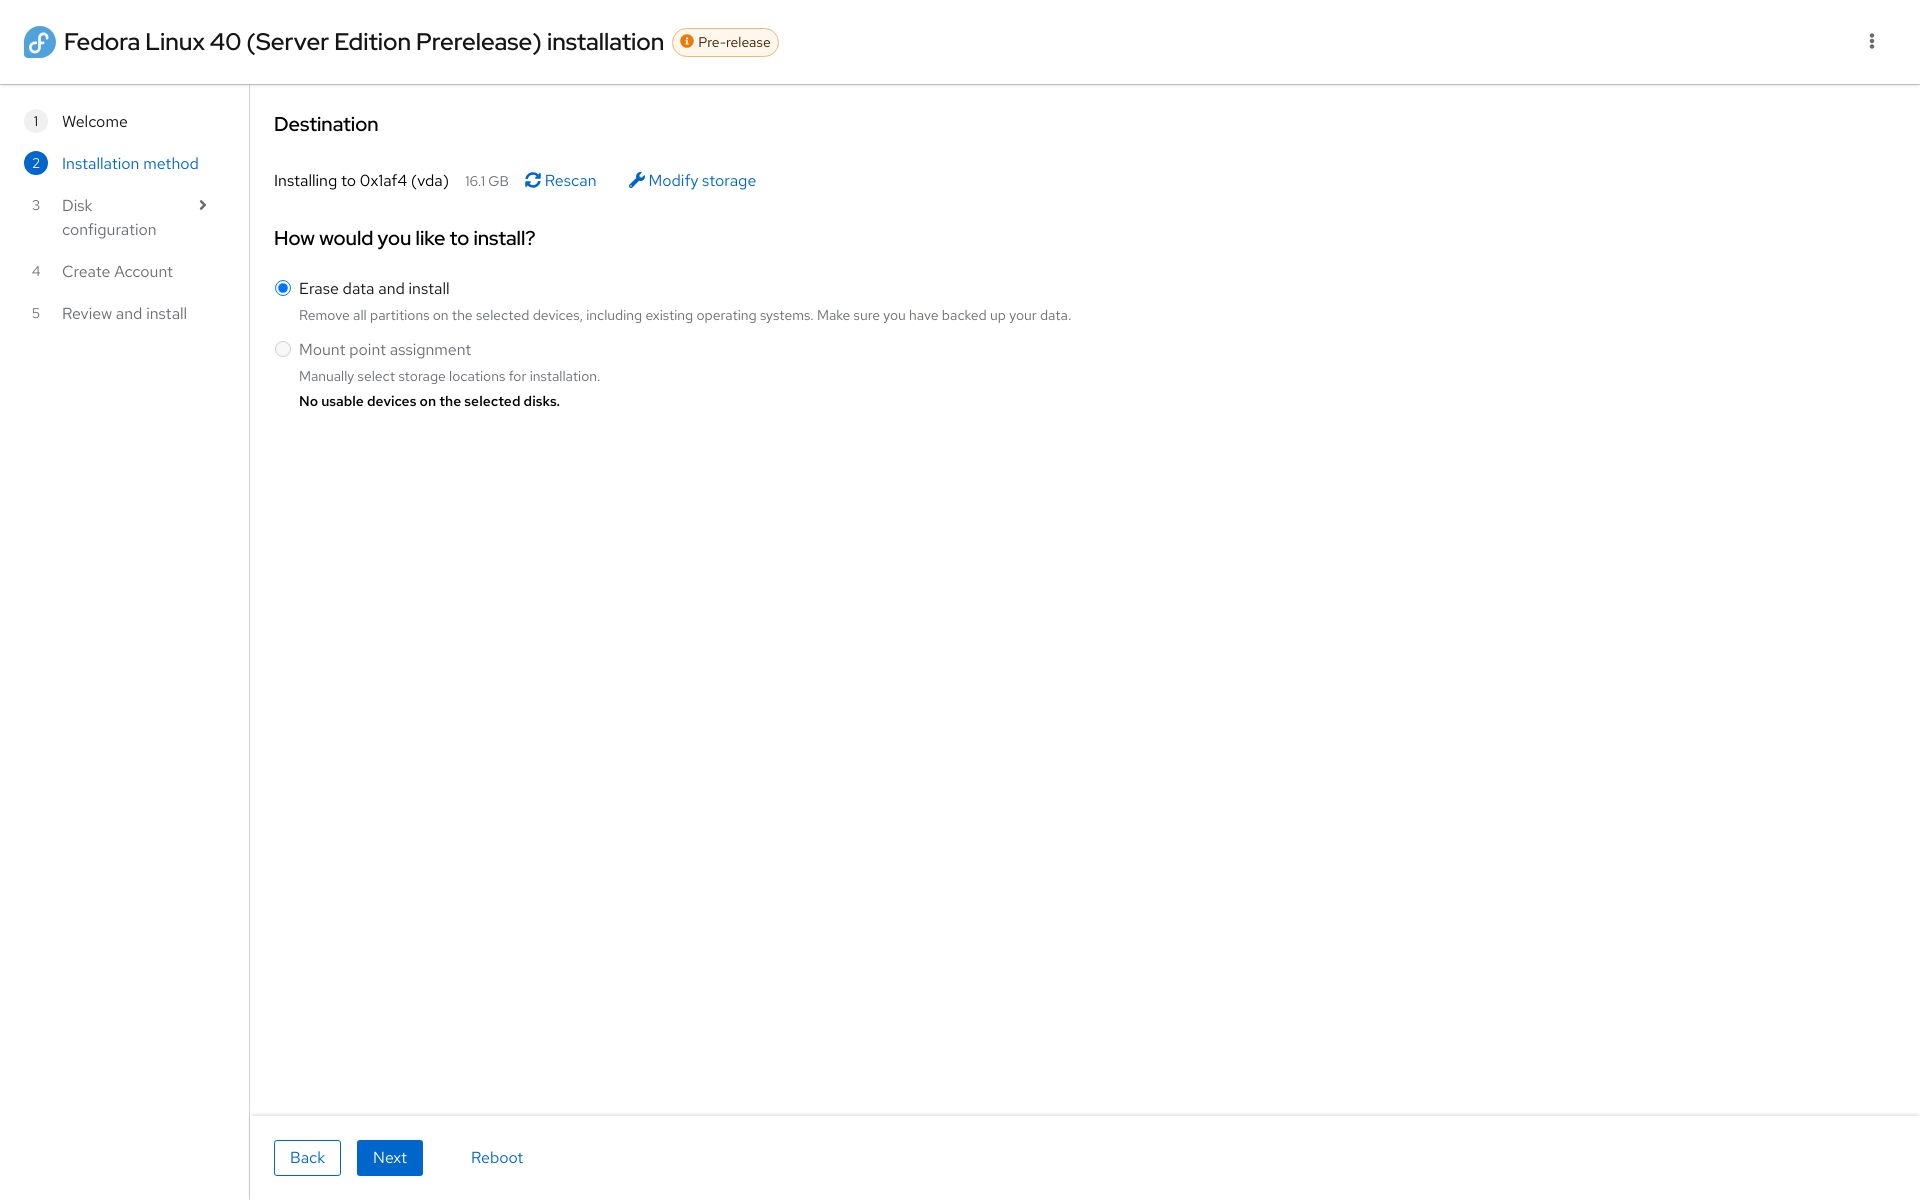 Fedora Linux 40 (Server Edition Prerelease) installation Pre-release
1 Welcome
2 Installation method
3 Disk
configuration
4 Create Account
5 Review and install
Destination
Installing to 0x1af4 (vda) 16.1 GB Rescan Modify storage
How would you like to install?
Erase data and install
Remove all partitions on the selected devices, including existing operating systems. Make sure you have backed up your data.
Mount point assignment
Manually select storage locations for installation.
No usable devices on the selected disks.
Back Next Reboot